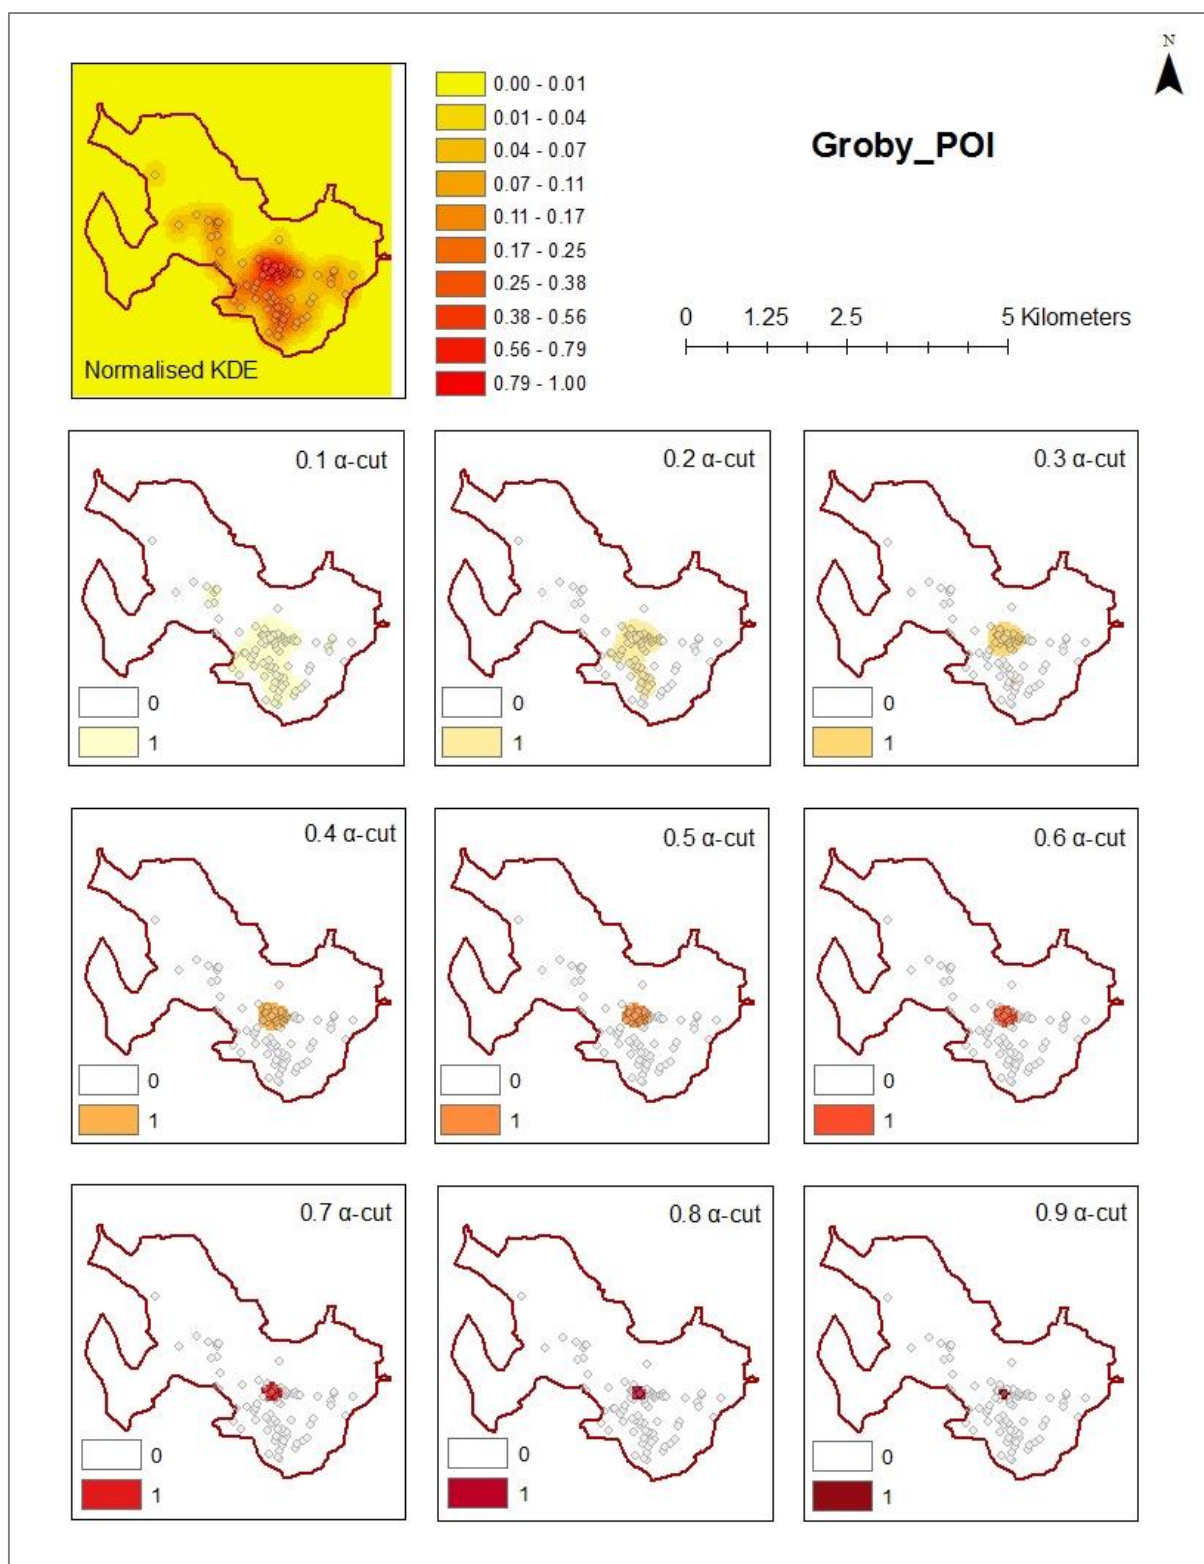 N
Groby_POI
0.00 - 0.01
0.01 - 0.04
0.04 - 0.07
0.07 - 0.11
0.11 - 0.17
0.17 - 0.25
0.25 - 0.38
0.38 - 0.56
0.56 - 0.79
0.79 - 1.00
Normalised KDE
0 1.25 2.5 5 Kilometers
0.1 α-cut
0
1
0.2 α-cut
0
1
0.3 α-cut
0
1
0.4 α-cut
0
1
0.5 α-cut
0
1
0.6 α-cut
0
1
0.7 α-cut
0
1
0.8 α-cut
0
1
0.9 α-cut
0
1